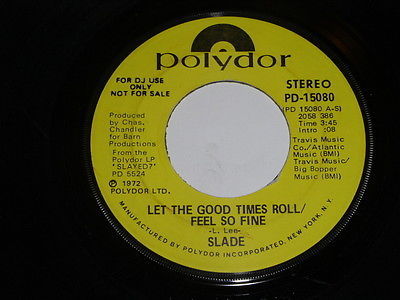 polydor
FOR DJ USE
ONLY
NOT FOR SALE
STEREO
PD-15080
(PD 15080 A-S)
2058 386
Time 3:45
Intro :08
Produced
by Chas.
Chandler
for Barn
Productions
From the
Polydor LP
"SLAYED?"
PD 5524
Ⓟ 1972
POLYDOR LTD.
Travis Music
Co./Atlantic
Music (BMI)
Travis Music/
Big Bopper
Music (BMI)
LET THE GOOD TIMES ROLL/
FEEL SO FINE
-L. Lee-
SLADE
MANUFACTURED BY POLYDOR INCORPORATED, NEW YORK, N.Y.